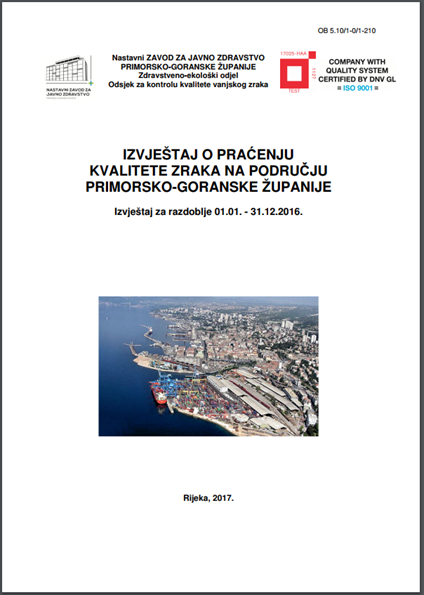 OB 5.10/1-0/1-210
Nastavni ZAVOD ZA JAVNO ZDRAVSTVO
PRIMORSKO-GORANSKE ŽUPANIJE
Zdravstveno-ekološki odjel
Odsjek za kontrolu kvalitete vanjskog zraka
NASTAVNI ZAVOD ZA
JAVNO ZDRAVSTVO
17025-HAA
1127
TEST
COMPANY WITH
QUALITY SYSTEM
CERTIFIED BY DNV GL
= ISO 9001 =
IZVJEŠTAJ O PRAĆENJU
KVALITETE ZRAKA NA PODRUČJU
PRIMORSKO-GORANSKE ŽUPANIJE
Izvještaj za razdoblje 01.01. - 31.12.2016.
Rijeka, 2017.